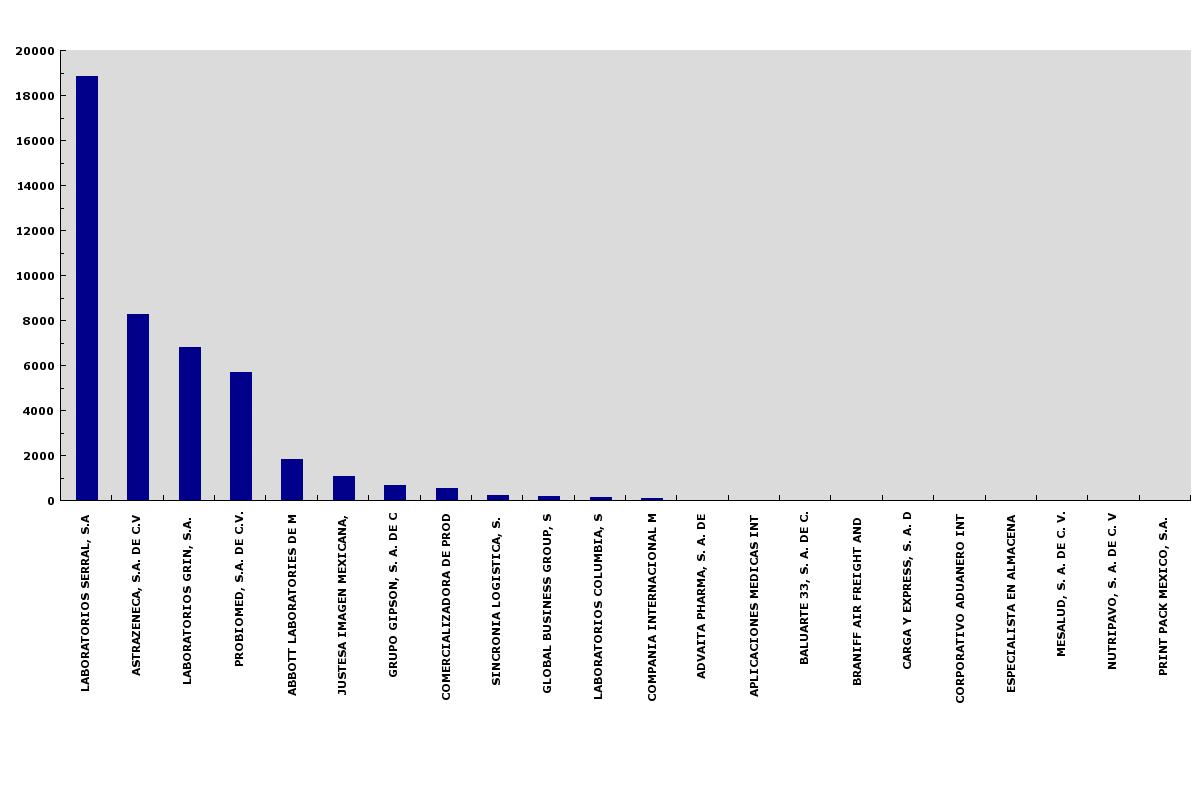 20000
18000
16000
14000
12000
10000
8000
6000
4000
2000
0
LABORATORIOS SERRAL, S.A
ASTRAZENECA, S.A. DE C.V
LABORATORIOS GRIN, S.A.
PROBIOMED, S.A. DE C.V.
ABBOTT LABORATORIES DE M
JUSTESA IMAGEN MEXICANA,
GRUPO GIPSON, S. A. DE C
COMERCIALIZADORA DE PROD
SINCRONIA LOGISTICA, S.
GLOBAL BUSINESS GROUP, S
LABORATORIOS COLUMBIA, S
COMPANIA INTERNACIONAL M
ADVAITA PHARMA, S. A. DE
APLICACIONES MEDICAS INT
BALUARTE 33, S. A. DE C.
BRANIFF AIR FREIGHT AND
CARGA Y EXPRESS, S. A. D
CORPORATIVO ADUANERO INT
ESPECIALISTA EN ALMACENA
MESALUD, S. A. DE C. V.
NUTRIPAVO, S. A. DE C. V
PRINT PACK MEXICO, S.A.